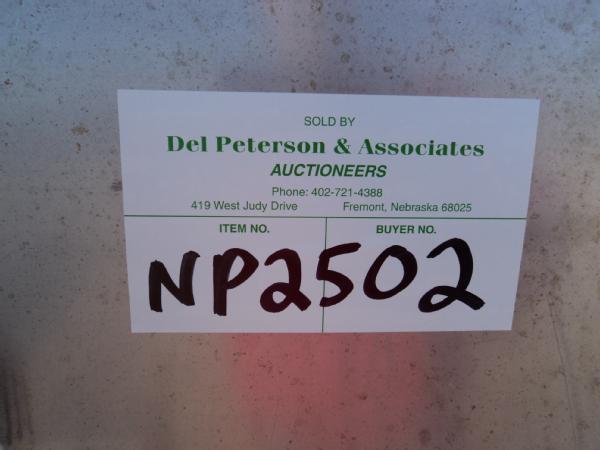 SOLD BY
Del Peterson & Associates
AUCTIONEERS
Phone: 402-721-4388
419 West Judy Drive Fremont, Nebraska 68025
ITEM NO. BUYER NO.
NP2502